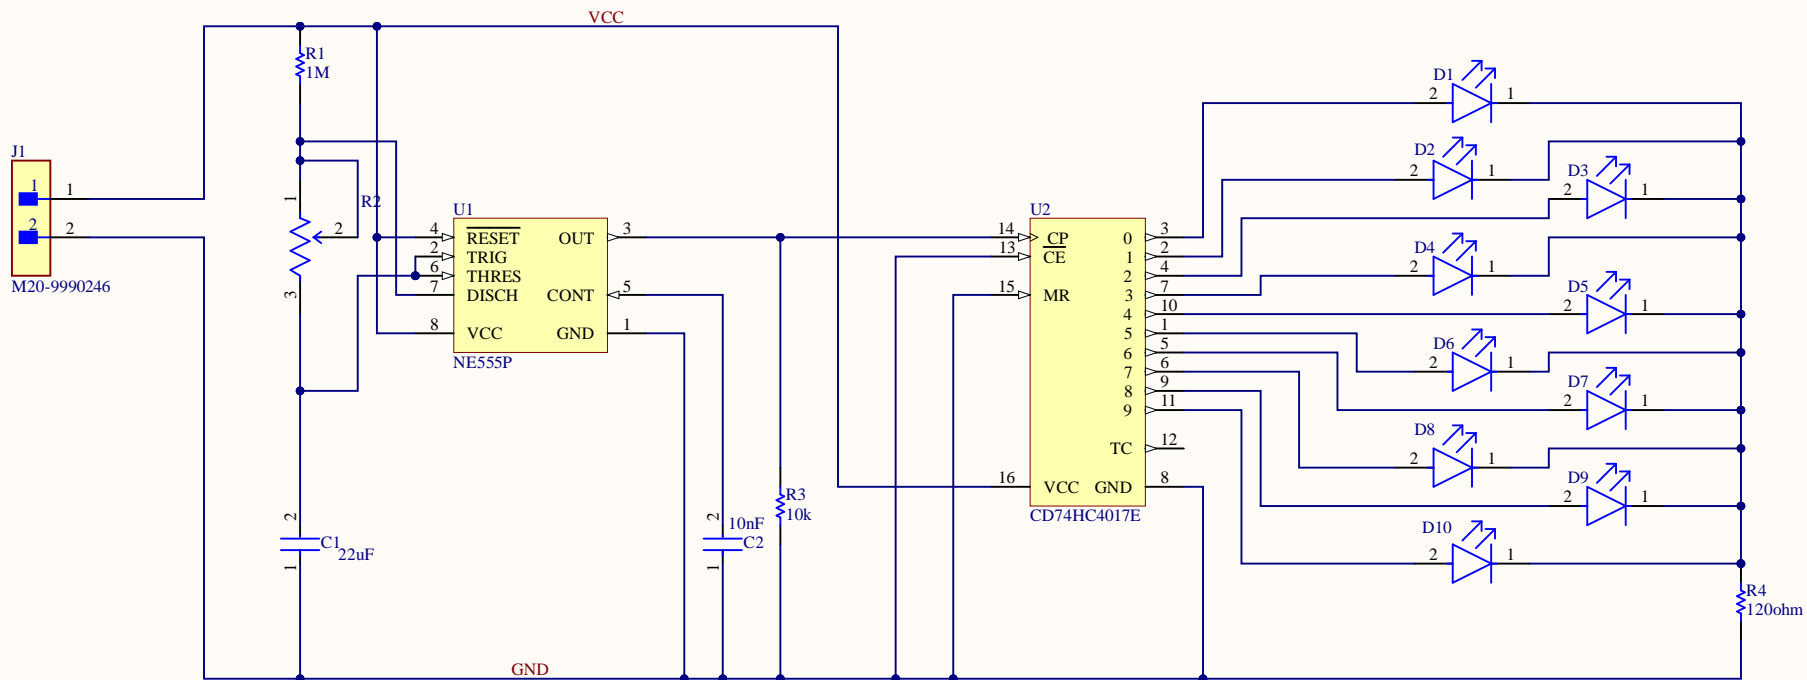 VCC
R1
1M
J1
1
1
2
2
M20-9990246
1
R2
2
3
U1
4
RESET
OUT
3
2
TRIG
6
THRES
7
DISCH
CONT
5
8
VCC
GND
1
NE555P
2
C1
22uF
1
2
10nF
C2
1
R3
10k
U2
14
CP
0
3
13
CE
1
2
2
4
15
MR
3
7
4
10
5
1
6
5
7
6
8
9
9
11
TC
12
16
VCC
GND
8
CD74HC4017E
D1
2
1
D2
2
1
D3
2
1
D4
2
1
D5
2
1
D6
2
1
D7
2
1
D8
2
1
D9
2
1
D10
2
1
R4
120ohm
GND